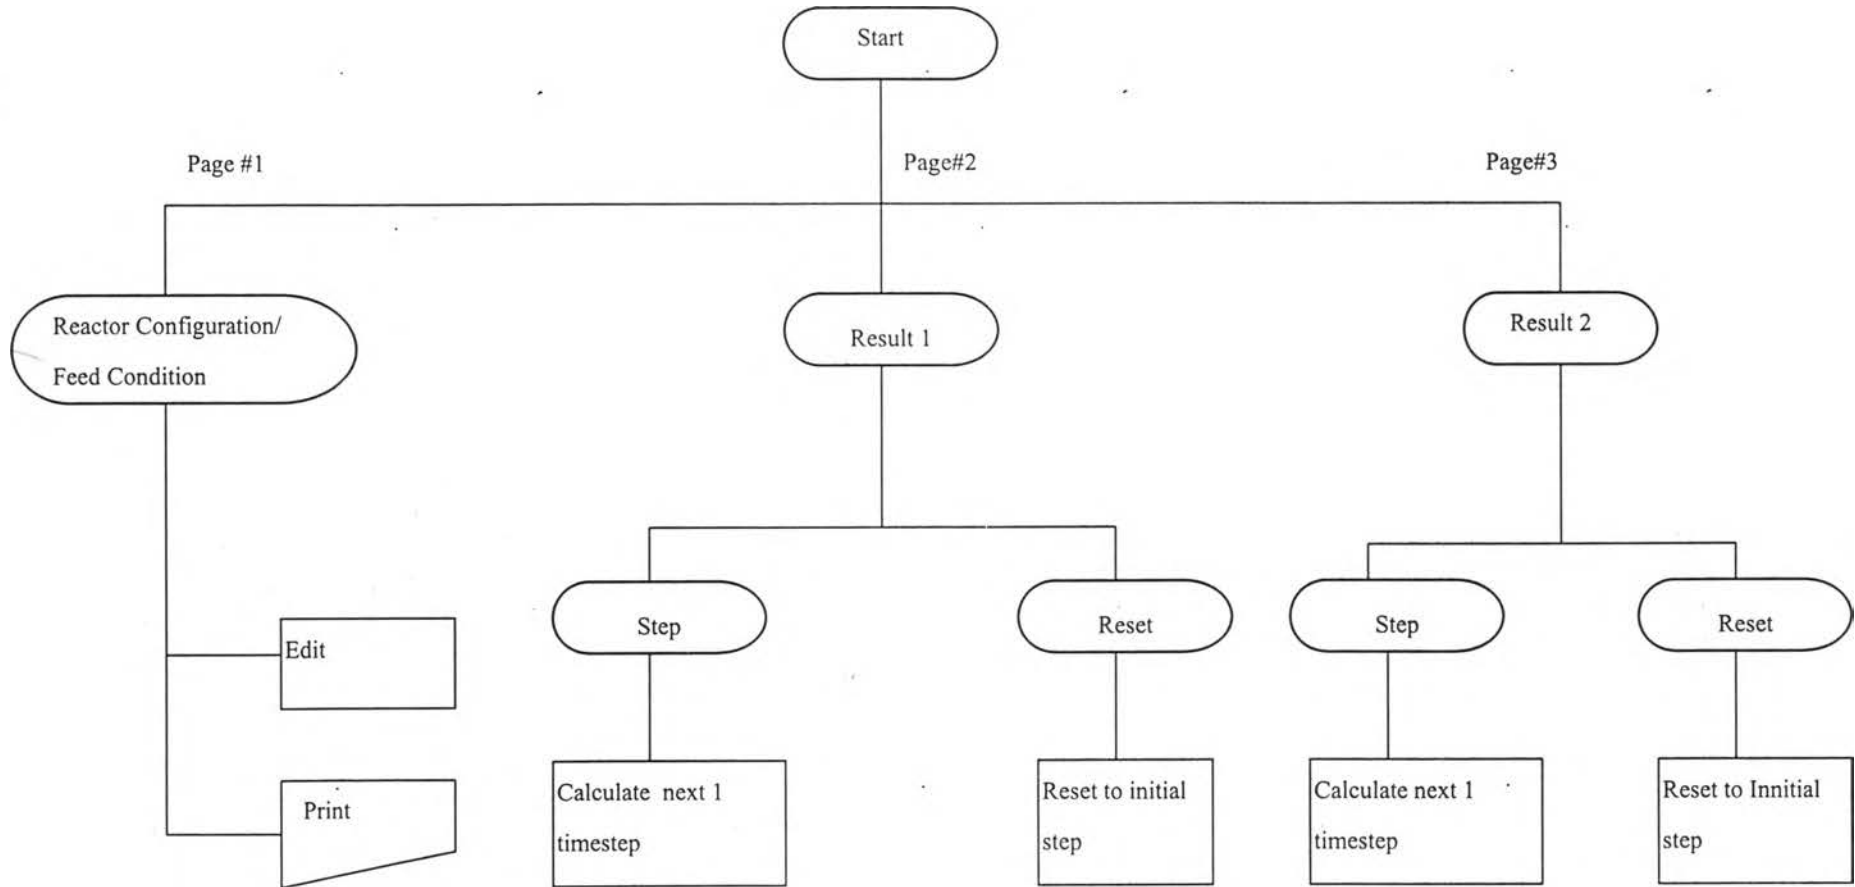 Start
Page #1
Page#2
Page#3
Reactor Configuration/
Feed Condition
Result 1
Result 2
Edit
Print
Step
Reset
Step
Reset
Calculate next 1
timestep
Reset to initial
step
Calculate next 1
timestep
Reset to Innitial
step